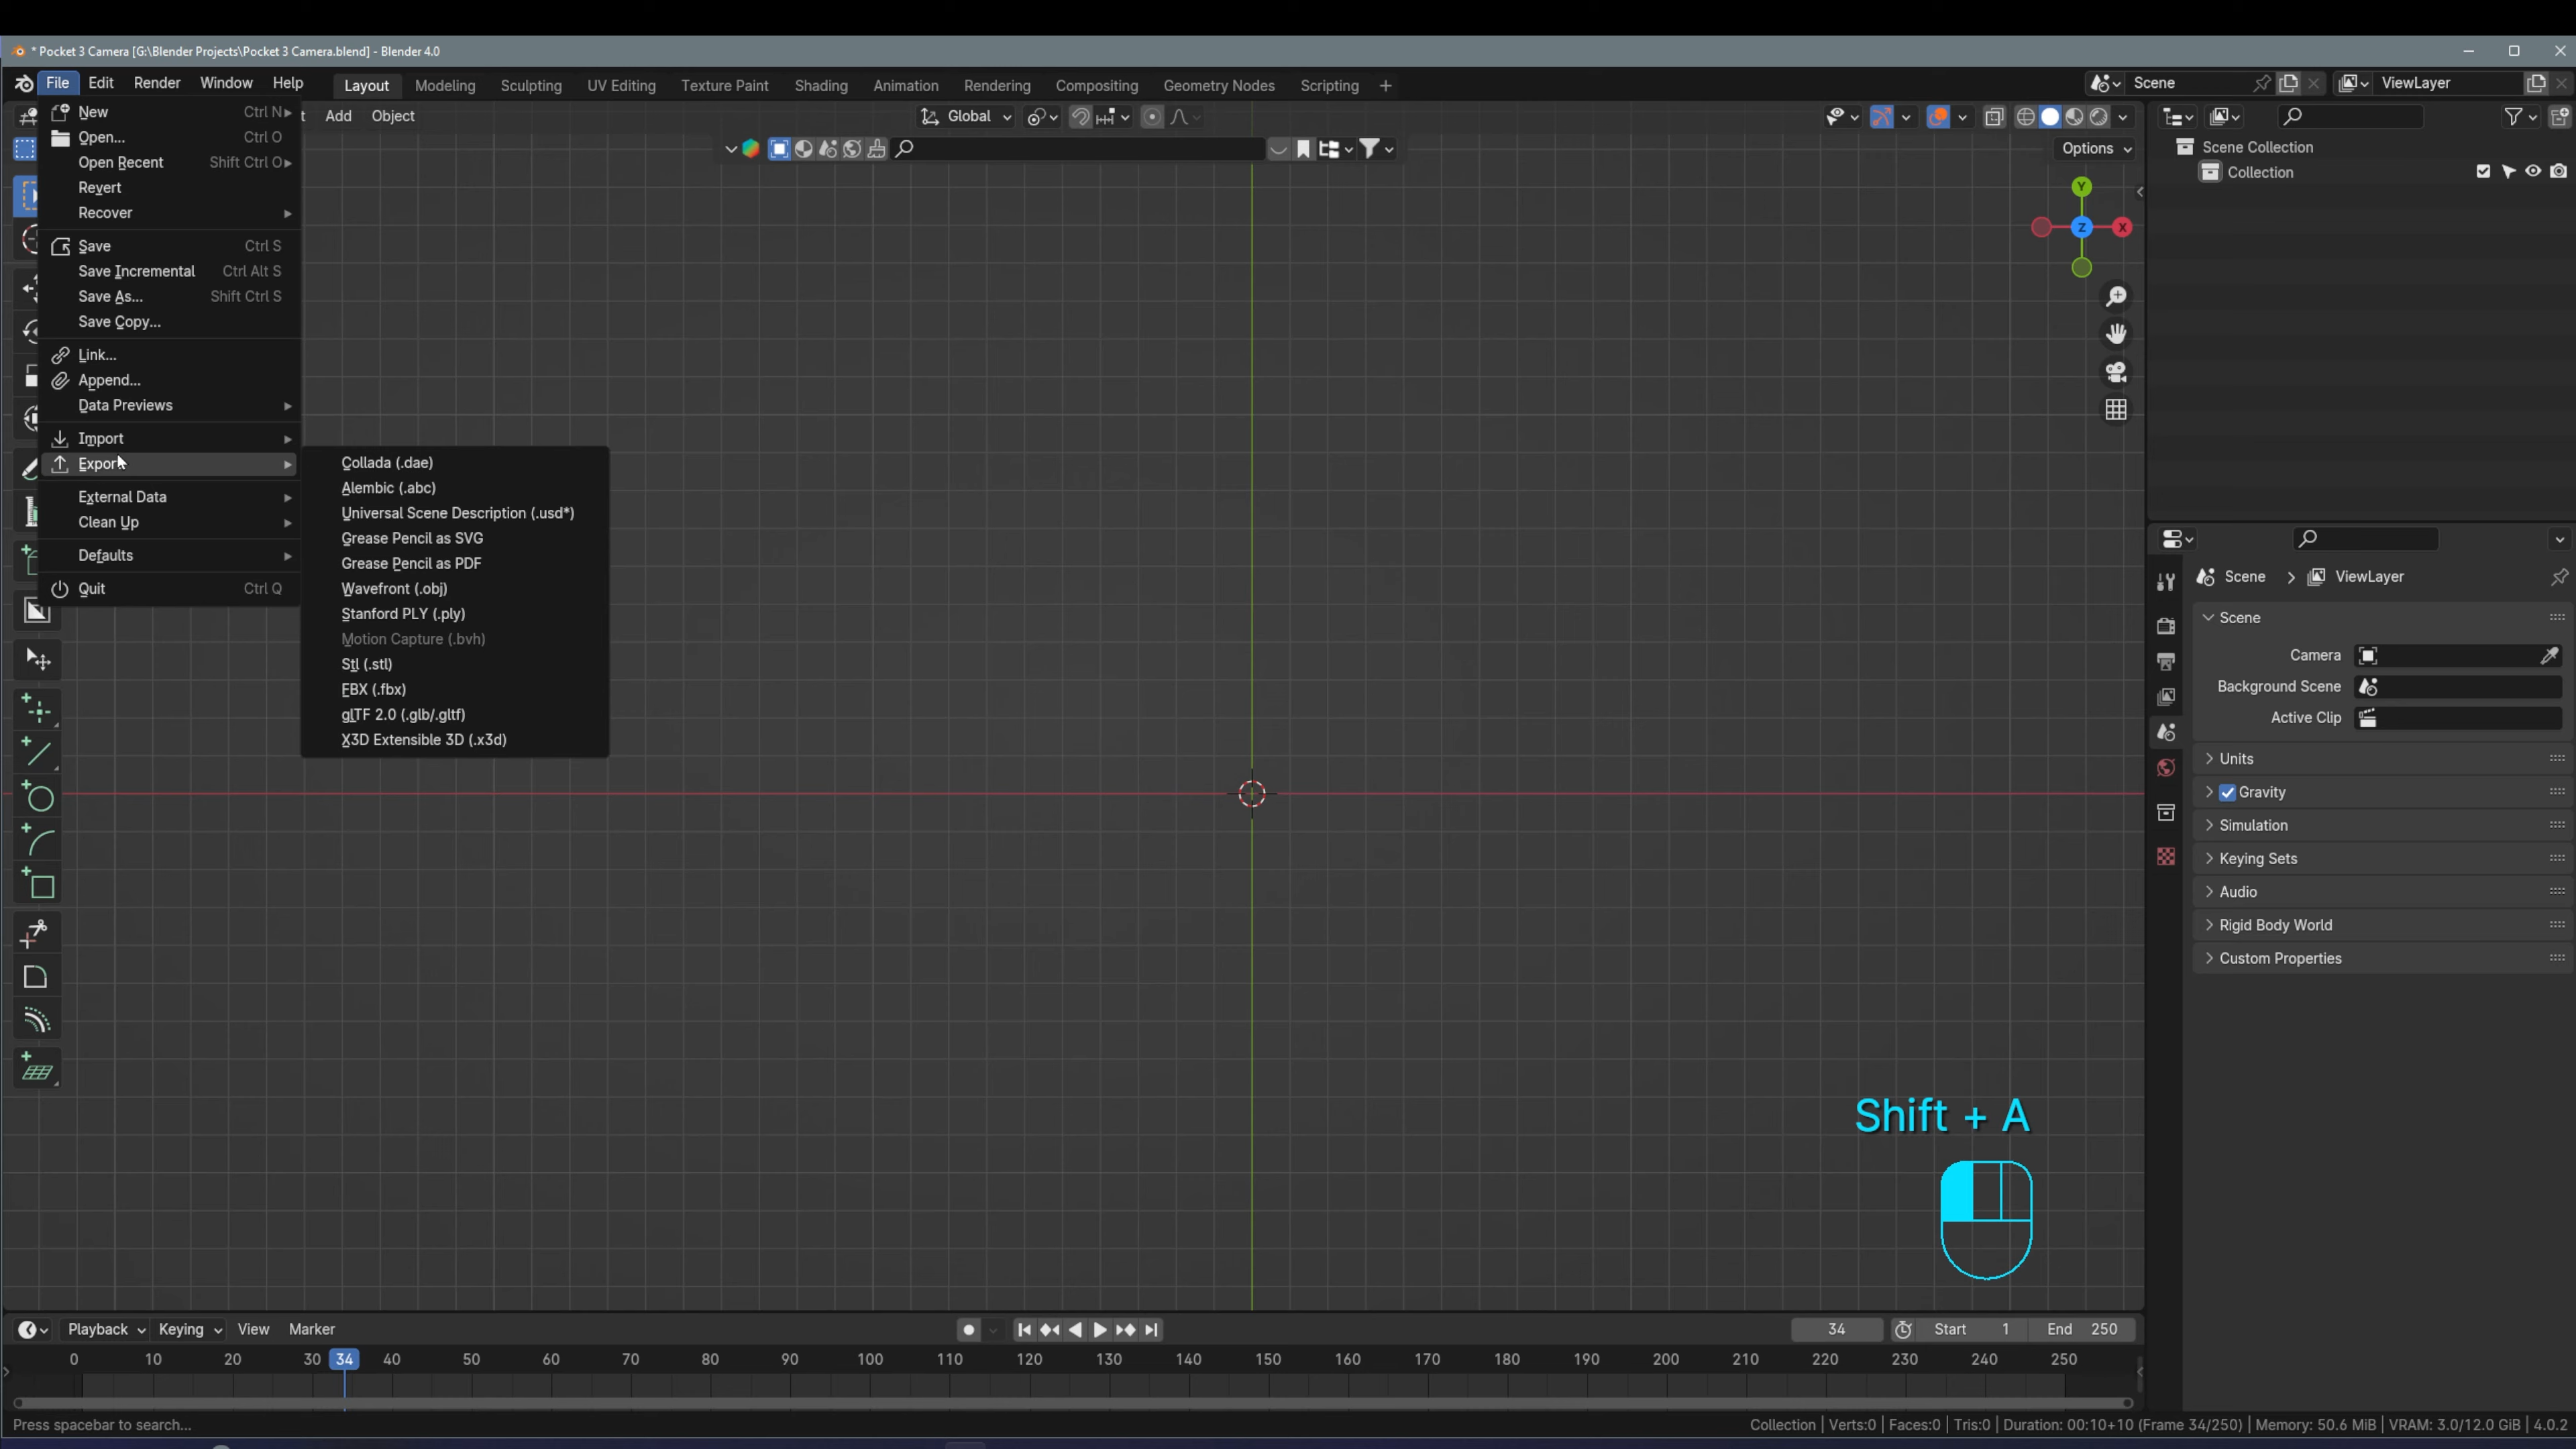 * Pocket 3 Camera [G:\Blender Projects\Pocket 3 Camera.blend] - Blender 4.0
File Edit Render Window Help Layout Modeling Sculpting UV Editing Texture Paint Shading Animation Rendering Compositing Geometry Nodes Scripting + Scene ViewLayer
t Add Object Global
Options
New Ctrl N
Open... Ctrl O
Open Recent Shift Ctrl O
Revert
Recover
Save Ctrl S
Save Incremental Ctrl Alt S
Save As... Shift Ctrl S
Save Copy...
Link...
Append...
Data Previews
Import
Export
External Data
Clean Up
Defaults
Quit Ctrl Q
Collada (.dae)
Alembic (.abc)
Universal Scene Description (.usd*)
Grease Pencil as SVG
Grease Pencil as PDF
Wavefront (.obj)
Stanford PLY (.ply)
Motion Capture (.bvh)
Stl (.stl)
FBX (.fbx)
glTF 2.0 (.glb/.gltf)
X3D Extensible 3D (.x3d)
Y
Z X
Scene Collection
Collection
Scene > ViewLayer
Scene
Camera
Background Scene
Active Clip
Units
Gravity
Simulation
Keying Sets
Audio
Rigid Body World
Custom Properties
Shift + A
Playback Keying View Marker 34 Start 1 End 250
0 10 20 30 34 40 50 60 70 80 90 100 110 120 130 140 150 160 170 180 190 200 210 220 230 240 250
Press spacebar to search... Collection | Verts:0 | Faces:0 | Tris:0 | Duration: 00:10+10 (Frame 34/250) | Memory: 50.6 MiB | VRAM: 3.0/12.0 GiB | 4.0.2